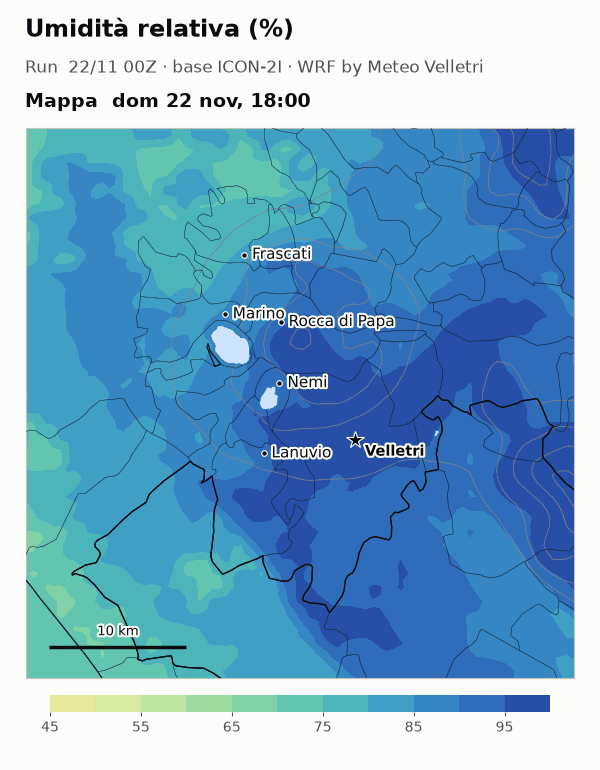 Umidità relativa (%)
Run  22/11 00Z · base ICON-2I · WRF by Meteo Velletri
Mappa  dom 22 nov, 18:00
Frascati
Marino
Rocca di Papa
Nemi
Velletri
Lanuvio
10 km
45 55 65 75 85 95